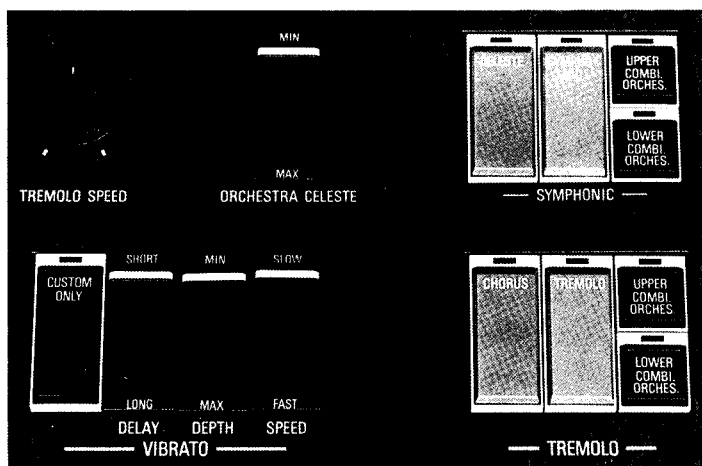 MIN
MAX
TREMOLO SPEED
ORCHESTRA CELESTE
CELESTE
UPPER
COMBI.
ORCHES.
LOWER
COMBI.
ORCHES.
SYMPHONIC
CUSTOM
ONLY
SHORT
MIN
SLOW
LONG
MAX
FAST
DELAY
DEPTH
SPEED
VIBRATO
CHORUS
TREMOLO
UPPER
COMBI.
ORCHES.
LOWER
COMBI.
ORCHES.
TREMOLO